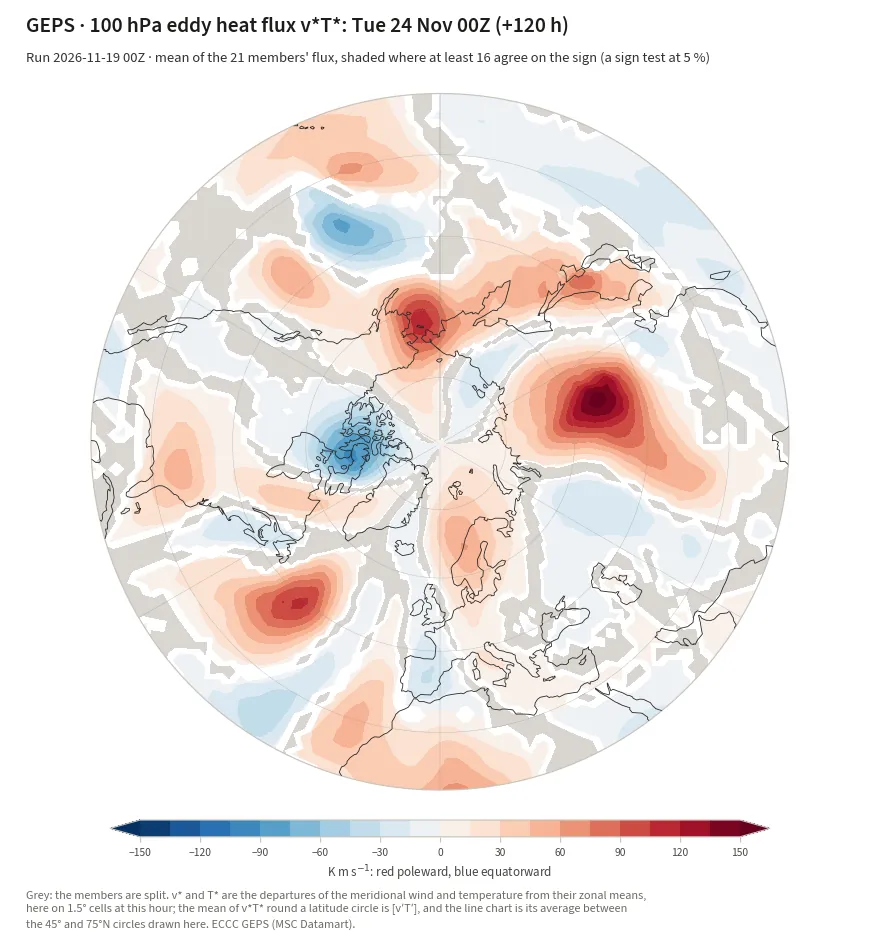 GEPS · 100 hPa eddy heat flux v*T*: Tue 24 Nov 00Z (+120 h)
Run 2026-11-19 00Z · mean of the 21 members' flux, shaded where at least 16 agree on the sign (a sign test at 5 %)
−150 −120 −90 −60 −30 0 30 60 90 120 150
K m s⁻¹: red poleward, blue equatorward
Grey: the members are split. v* and T* are the departures of the meridional wind and temperature from their zonal means,
here on 1.5° cells at this hour; the mean of v*T* round a latitude circle is [v'T'], and the line chart is its average between
the 45° and 75°N circles drawn here. ECCC GEPS (MSC Datamart).